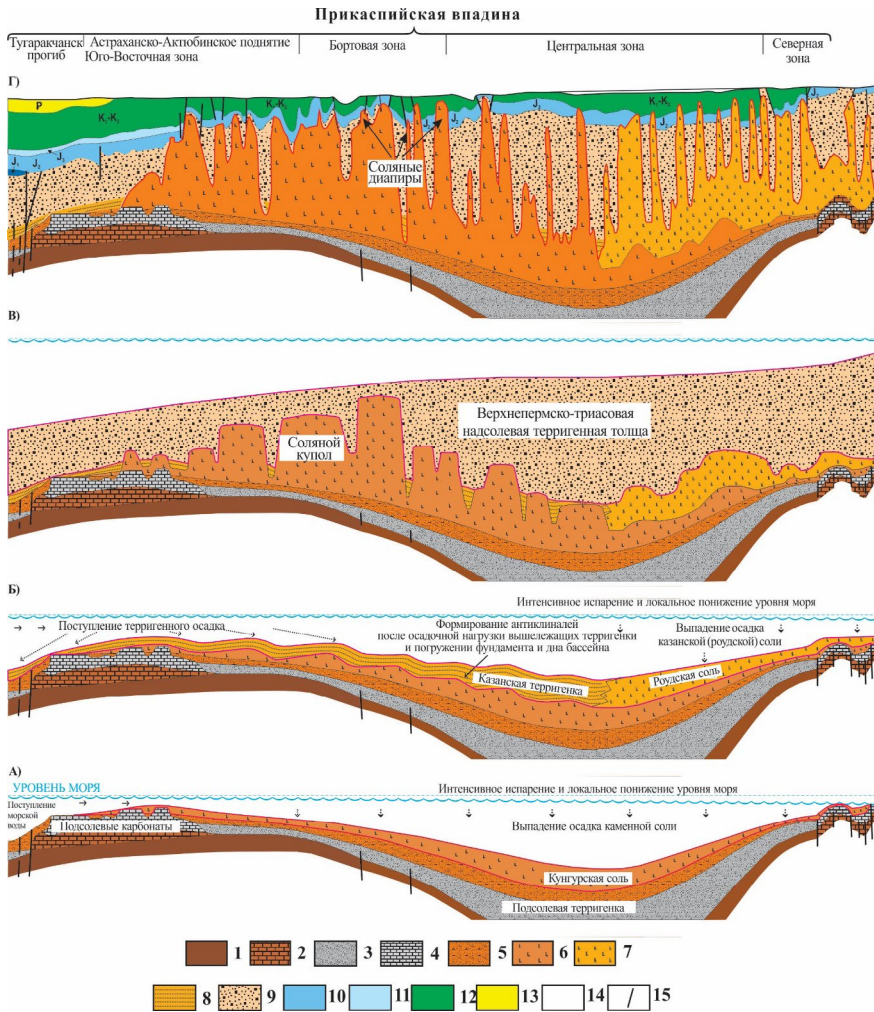 Прикаспийская впадина
Тугаракчанск.
прогиб
Астраханско-Актюбинское поднятие
Юго-Восточная зона
Бортовая зона
Центральная зона
Северная
зона
Г)
P
K₁-K₂
K₁-K₂
K₁-K₂
J₃
J₂
J₁
J₂
J₂
Соляные
диапиры
В)
Верхнепермско-триасовая
надсолевая терригенная толща
Соляной
купол
Б)
Интенсивное испарение и локальное понижение уровня моря
Поступление терригенного осадка
Формирование антиклиналей
после осадочной нагрузки вышележащих терригенки
и погружении фундамента и дна бассейна
Выпадение осадка
казанской (роудской) соли
Казанская терригенка
Роудская соль
А)
УРОВЕНЬ МОРЯ
Интенсивное испарение и локальное понижение уровня моря
Поступление
морской
воды
Подсолевые карбонаты
Выпадение осадка каменной соли
Кунгурская соль
Подсолевая терригенка
1 2 3 4 5 6 7
8 9 10 11 12 13 14 15